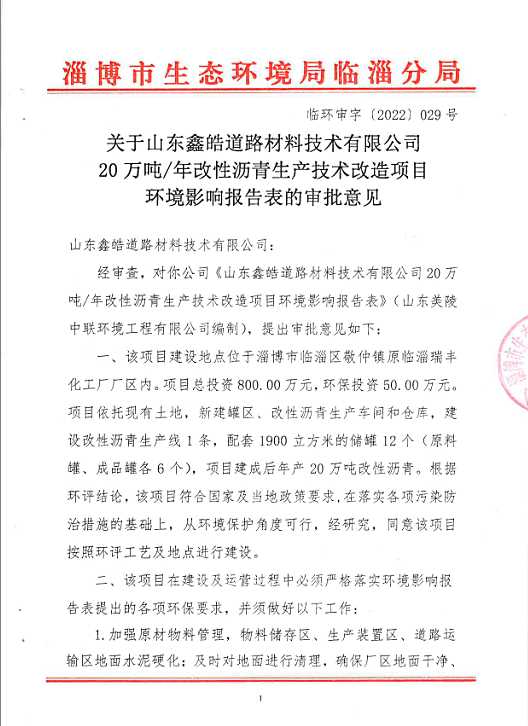 淄博市生态环境局临淄分局
临环审字〔2022〕029号
关于山东鑫皓道路材料技术有限公司
20万吨/年改性沥青生产技术改造项目
环境影响报告表的审批意见
山东鑫皓道路材料技术有限公司：
经审查，对你公司《山东鑫皓道路材料技术有限公司20万
吨/年改性沥青生产技术改造项目环境影响报告表》（山东美陵
中联环境工程有限公司编制），提出审批意见如下：
一、该项目建设地点位于淄博市临淄区敬仲镇原临淄瑞丰
化工厂厂区内。项目总投资800.00万元，环保投资50.00万元。
项目依托现有土地，新建罐区、改性沥青生产车间和仓库，建
设改性沥青生产线1条，配套1900立方米的储罐12个（原料
罐、成品罐各6个），项目建成后年产20万吨改性沥青。根据
环评结论，该项目符合国家及当地政策要求,在落实各项污染防
治措施的基础上，从环境保护角度可行，经研究，同意该项目
按照环评工艺及地点进行建设。
二、该项目在建设及运营过程中必须严格落实环境影响报
告表提出的各项环保要求，并须做好以下工作：
1.加强原材物料管理，物料储存区、生产装置区、道路运
输区地面水泥硬化；及时对地面进行清理，确保厂区地面干净、
1